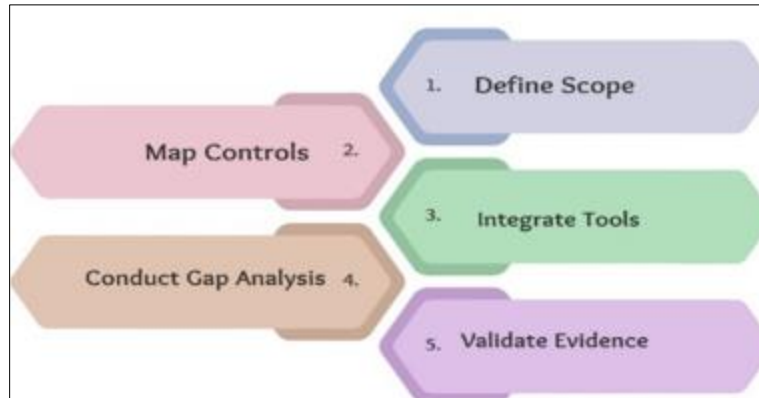 1. Define Scope
Map Controls 2.
3. Integrate Tools
Conduct Gap Analysis 4.
5. Validate Evidence